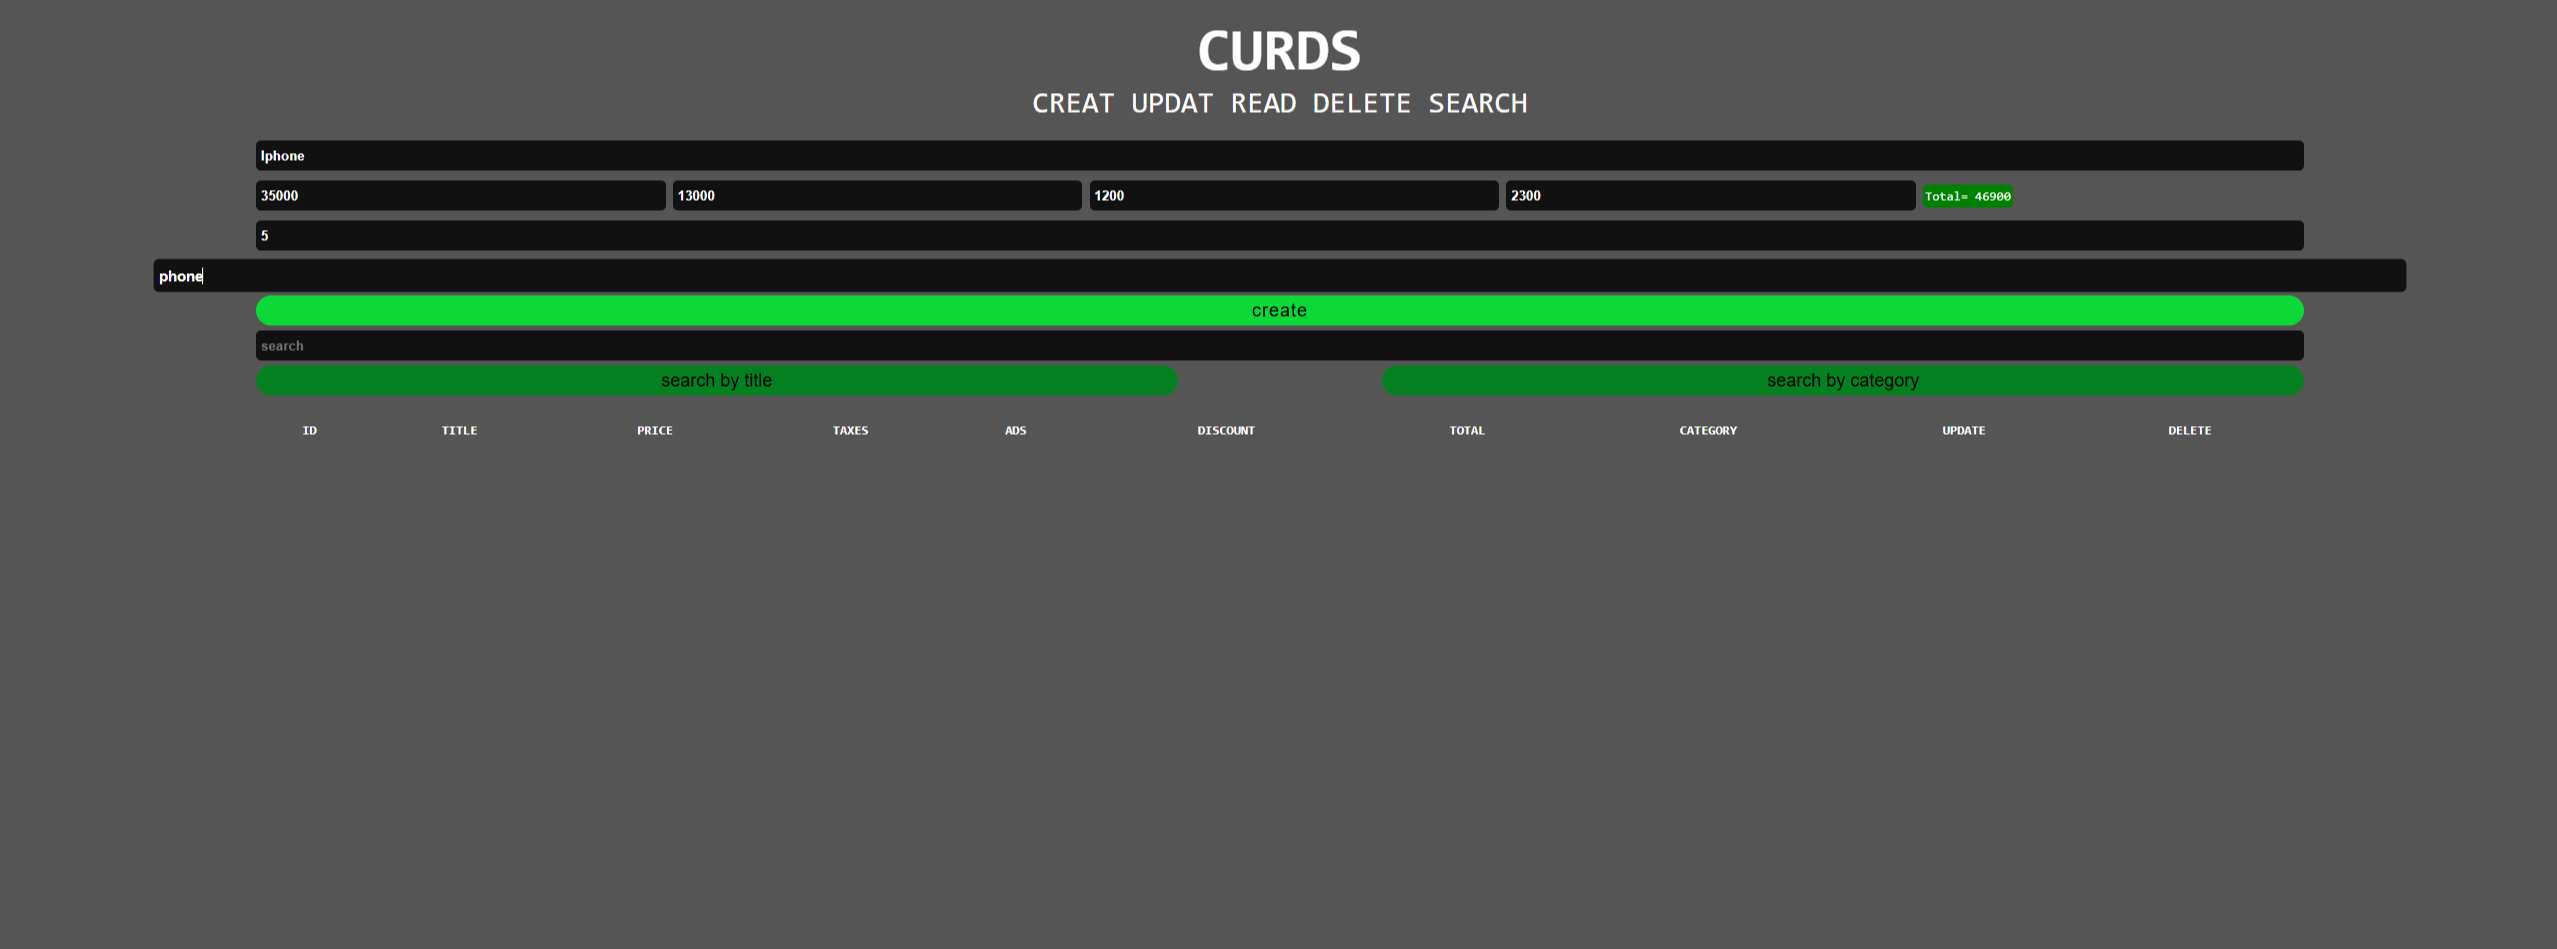 CURDS
CREAT UPDAT READ DELETE SEARCH
Iphone
35000 13000 1200 2300 Total= 46900
5
phone
create
search
search by title search by category
ID TITLE PRICE TAXES ADS DISCOUNT TOTAL CATEGORY UPDATE DELETE